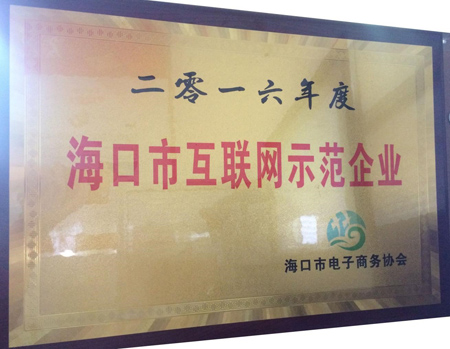 二零一六年度
海口市互联网示范企业
海口市电子商务协会